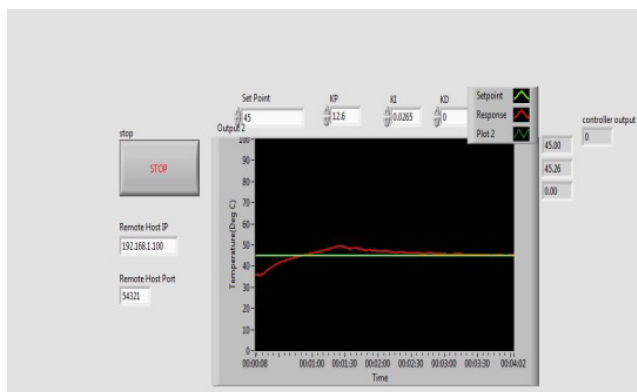 Set Point
KP
KI
KD
45
12.6
0.0265
0
Setpoint
Response
Plot 2
controller output
0
45.00
45.26
0.00
stop
STOP
Remote Host IP
192.168.1.100
Remote Host Port
54321
Output 2
Temperature(Deg C)
100
90
80
70
60
50
40
30
20
10
0
00:00:08
00:01:00
00:01:30
00:02:00
00:02:30
00:03:00
00:03:30
00:04:02
Time